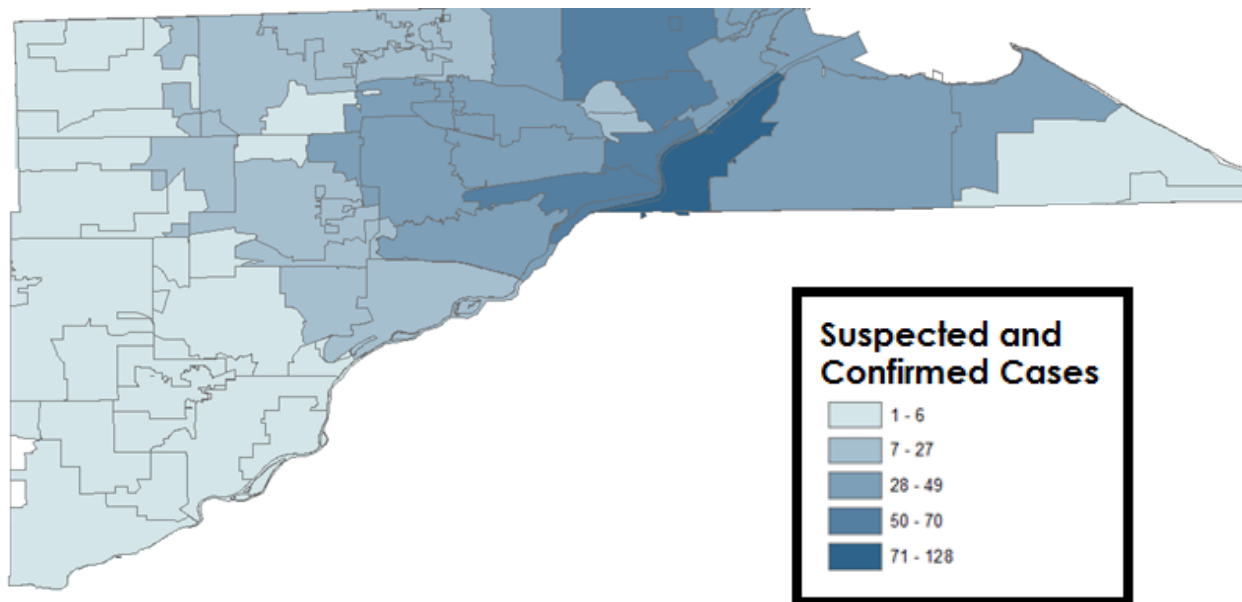 Suspected and
Confirmed Cases
1 - 6
7 - 27
28 - 49
50 - 70
71 - 128